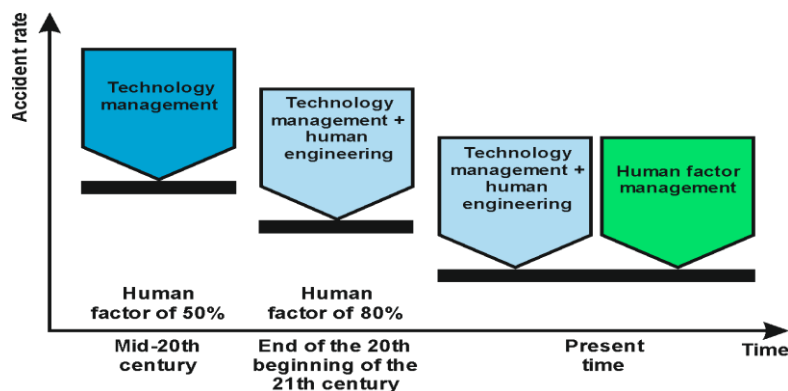 Accident rate
Technology
management
Technology
management +
human
engineering
Technology
management +
human
engineering
Human factor
management
Human
factor of 50%
Human
factor of 80%
Mid-20th
century
End of the 20th
beginning of the
21th century
Present
time
Time